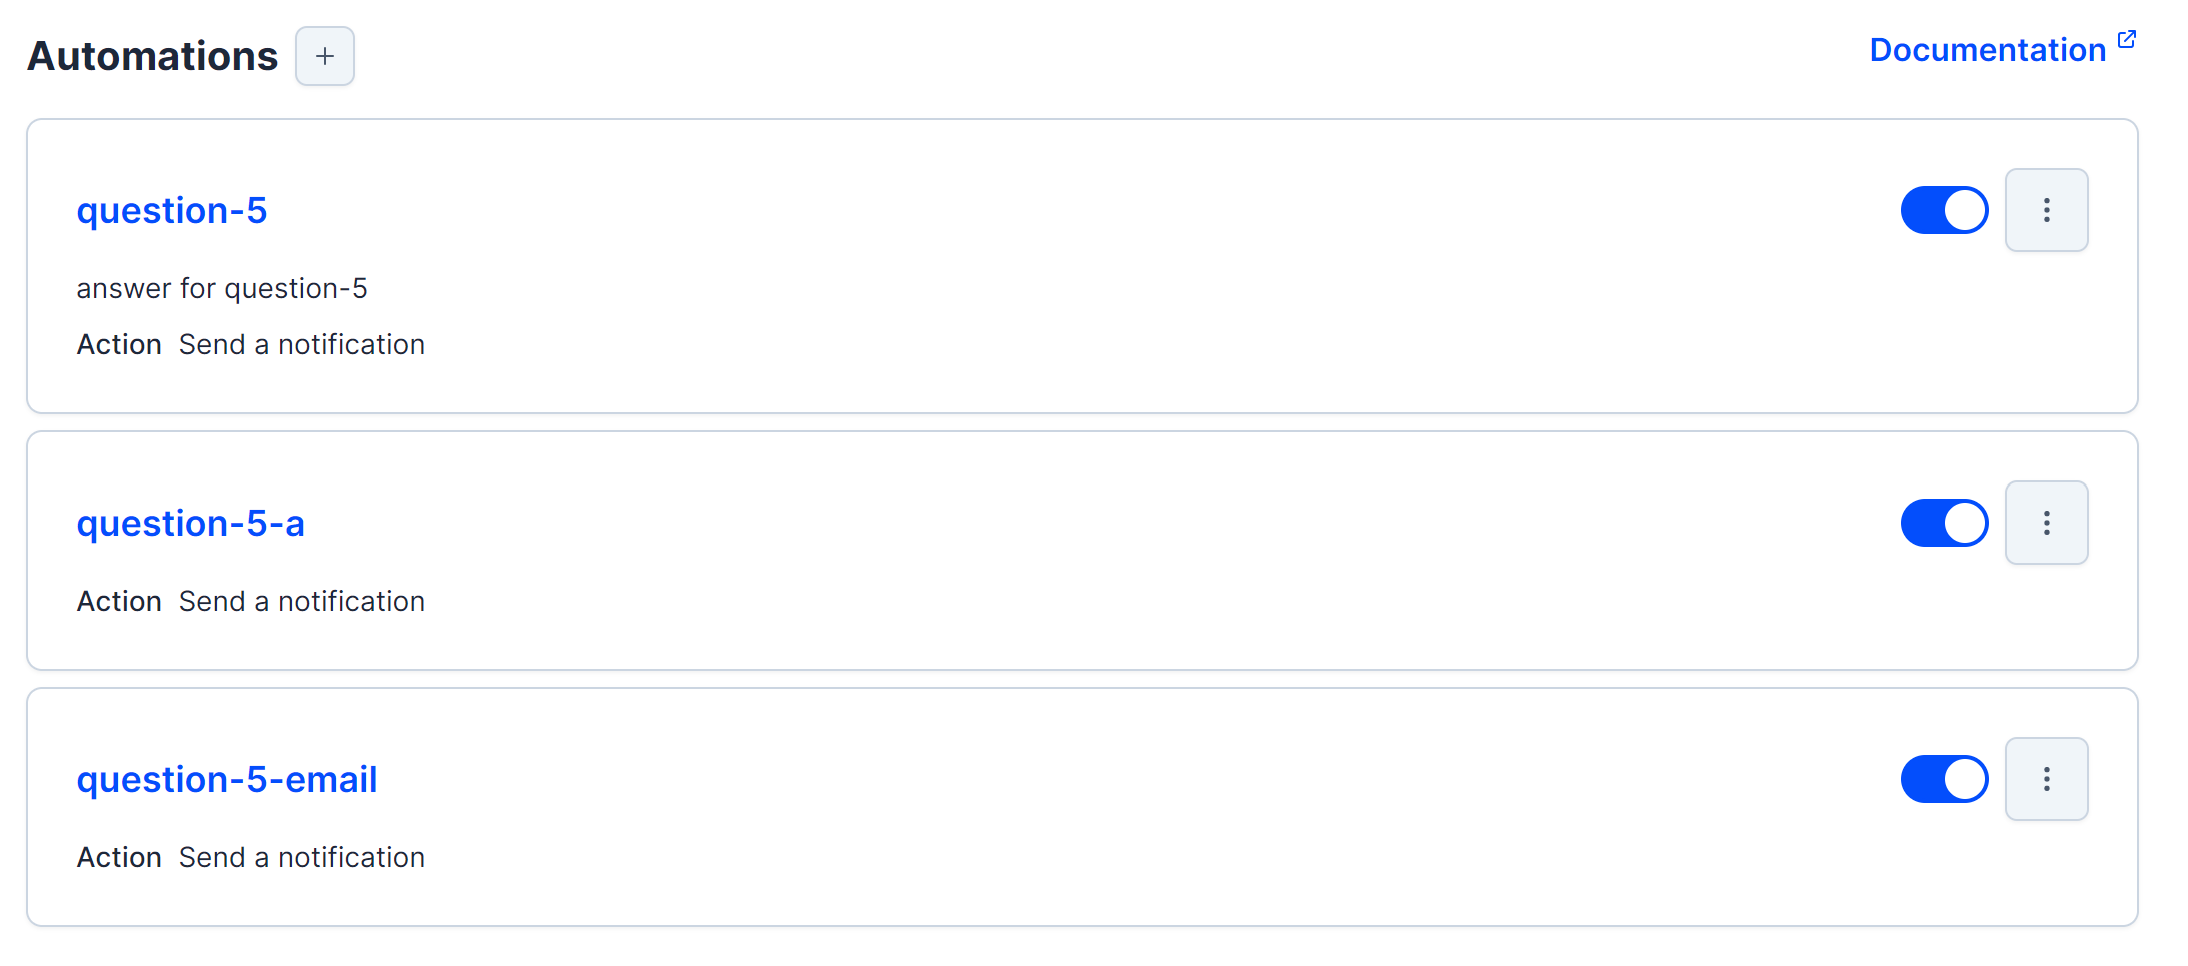 Automations
Documentation
question-5
answer for question-5
Action Send a notification
question-5-a
Action Send a notification
question-5-email
Action Send a notification